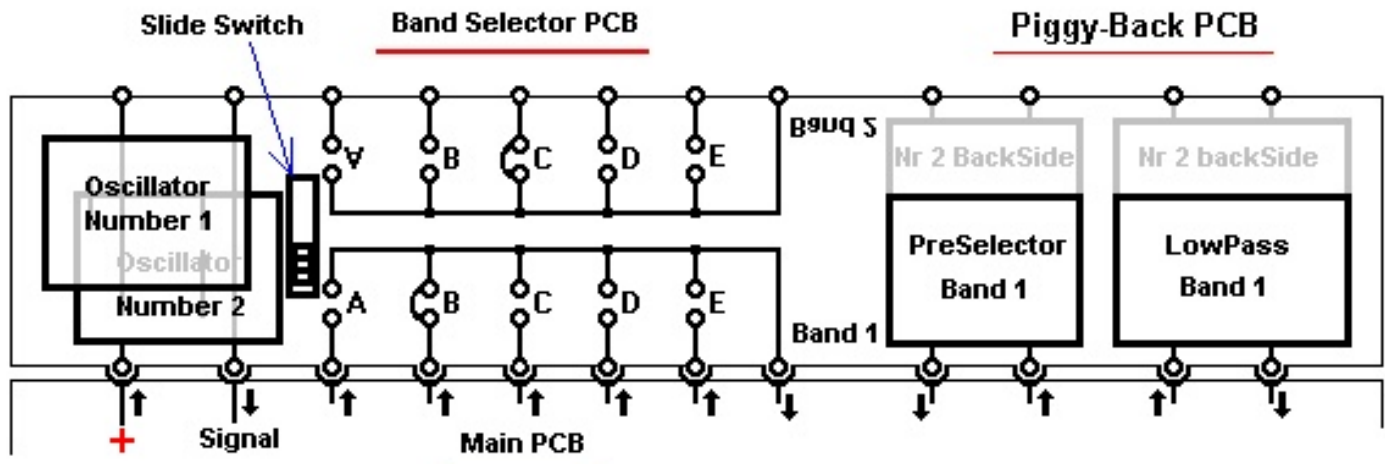 Slide Switch
Band Selector PCB
Piggy-Back PCB
A
B
C
D
E
Band 2
Nr 2 BackSide
Nr 2 backSide
Oscillator
Number 1
Oscillator
Number 2
PreSelector
Band 1
LowPass
Band 1
A
B
C
D
E
Band 1
+
Signal
Main PCB